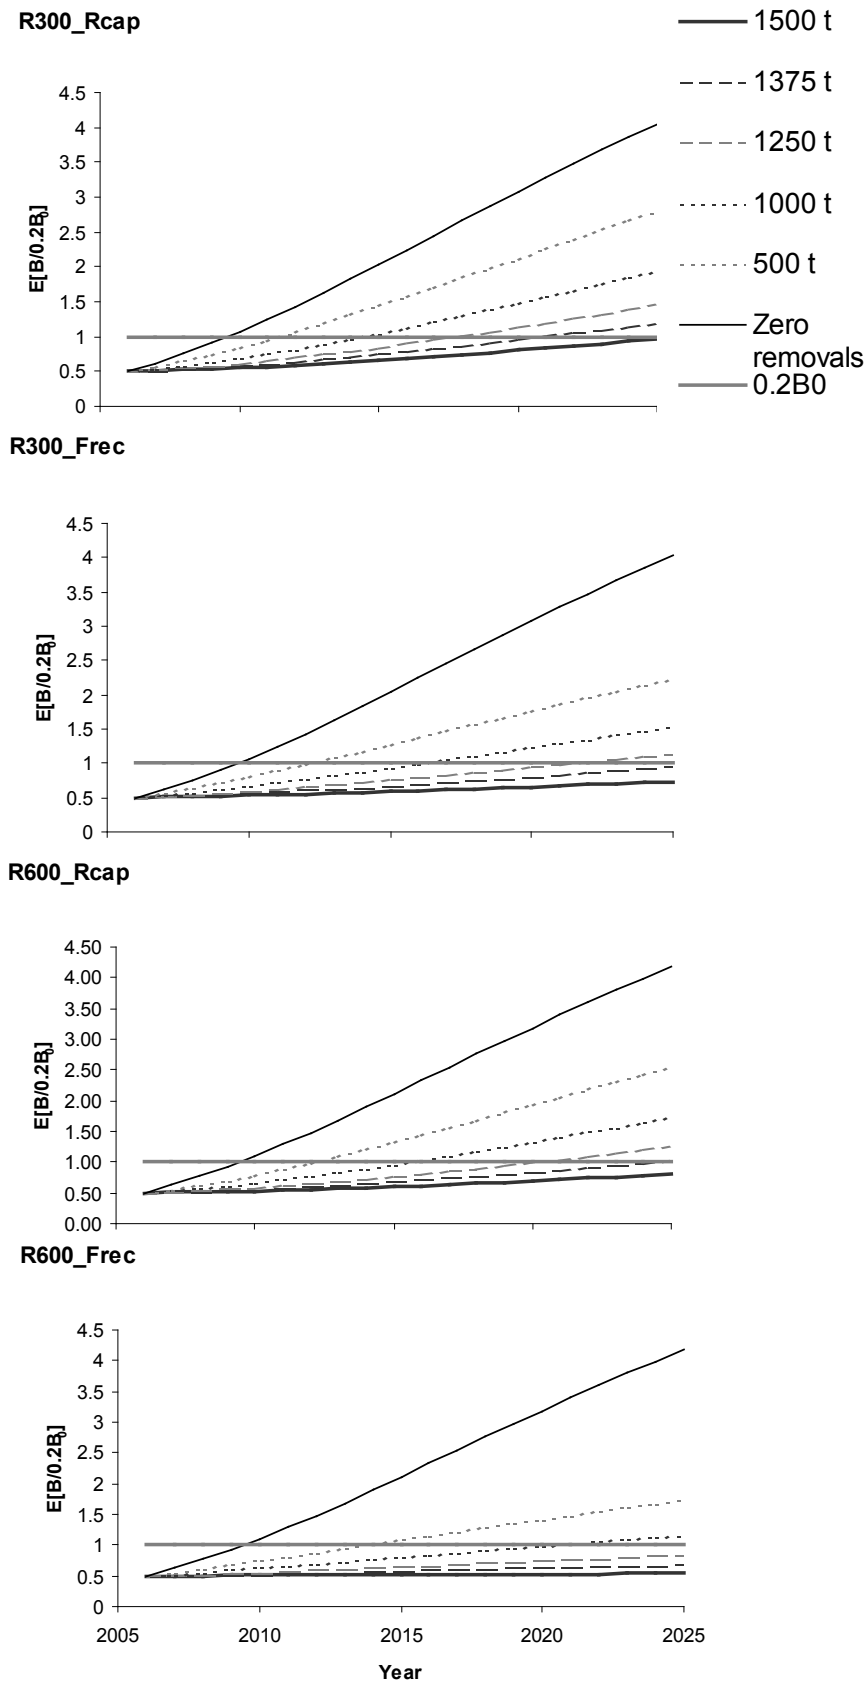 R300_Rcap
1500 t
1375 t
1250 t
1000 t
500 t
Zero
removals
0.2B0
4.5
4
3.5
3
2.5
2
1.5
1
0.5
0
E[B/0.2B0]
R300_Frec
4.5
4
3.5
3
2.5
2
1.5
1
0.5
0
E[B/0.2B0]
R600_Rcap
4.50
4.00
3.50
3.00
2.50
2.00
1.50
1.00
0.50
0.00
E[B/0.2B0]
R600_Frec
4.5
4
3.5
3
2.5
2
1.5
1
0.5
0
E[B/0.2B0]
2005 2010 2015 2020 2025
Year